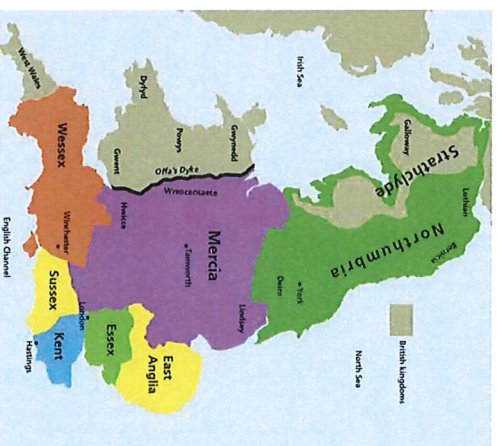 Irish Sea
Lothian
Galloway
Strathclyde
Bernicia
Northumbria
British kingdoms
North Sea
York
Deira
Gwynedd
Dyfyd
Powys
Offa's Dyke
Wreocensaete
Gwent
Mercia
Lindsey
Tamworth
Hwicce
East
Anglia
Essex
London
West Wales
Wessex
Winchester
Sussex
Kent
Hastings
English Channel